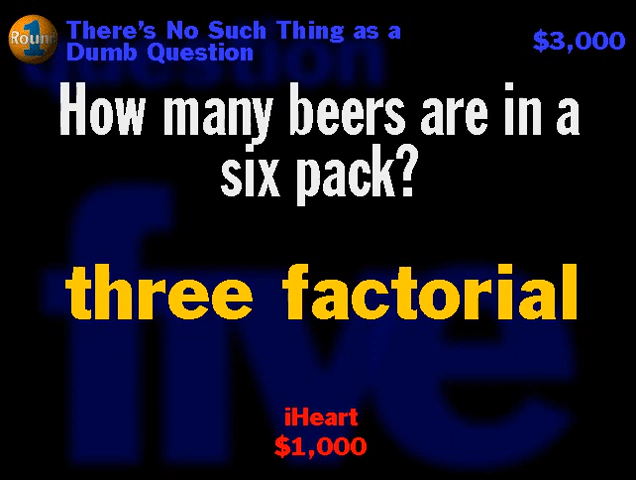 Round 1
There's No Such Thing as a
Dumb Question
$3,000
question
How many beers are in a
six pack?
five
three factorial
iHeart
$1,000